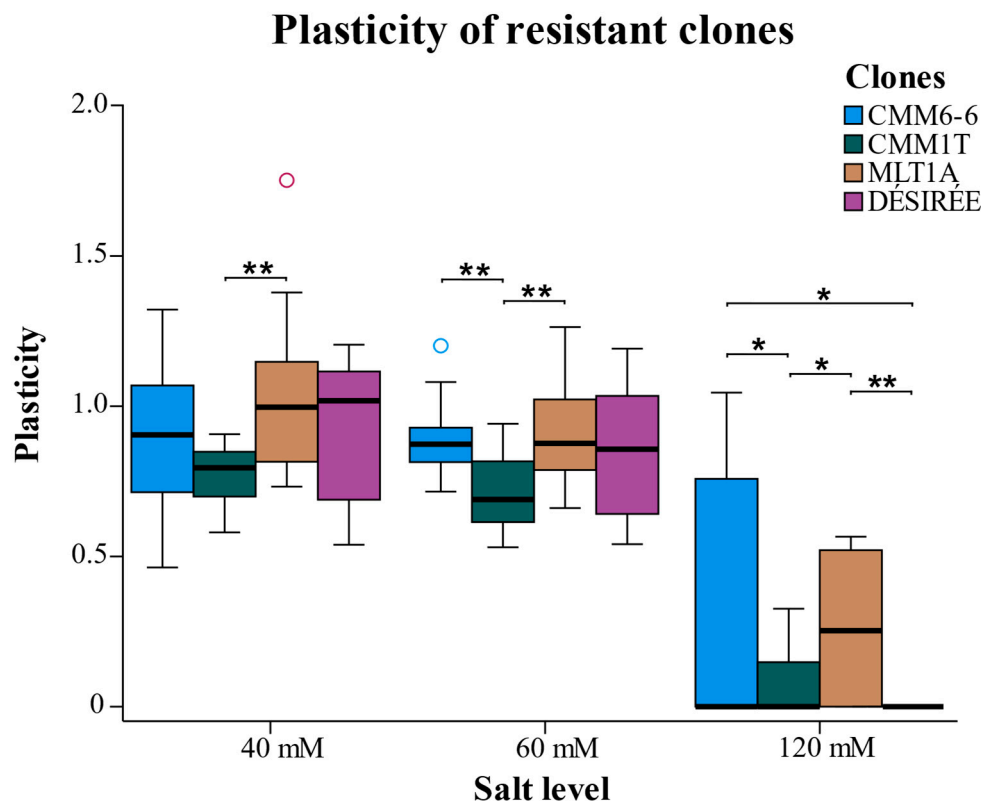 Plasticity of resistant clones
Clones
CMM6-6
CMM1T
MLT1A
DÉSIRÉE
2.0
1.5
1.0
0.5
0
Plasticity
**
**
**
*
*
*
**
40 mM
60 mM
120 mM
Salt level